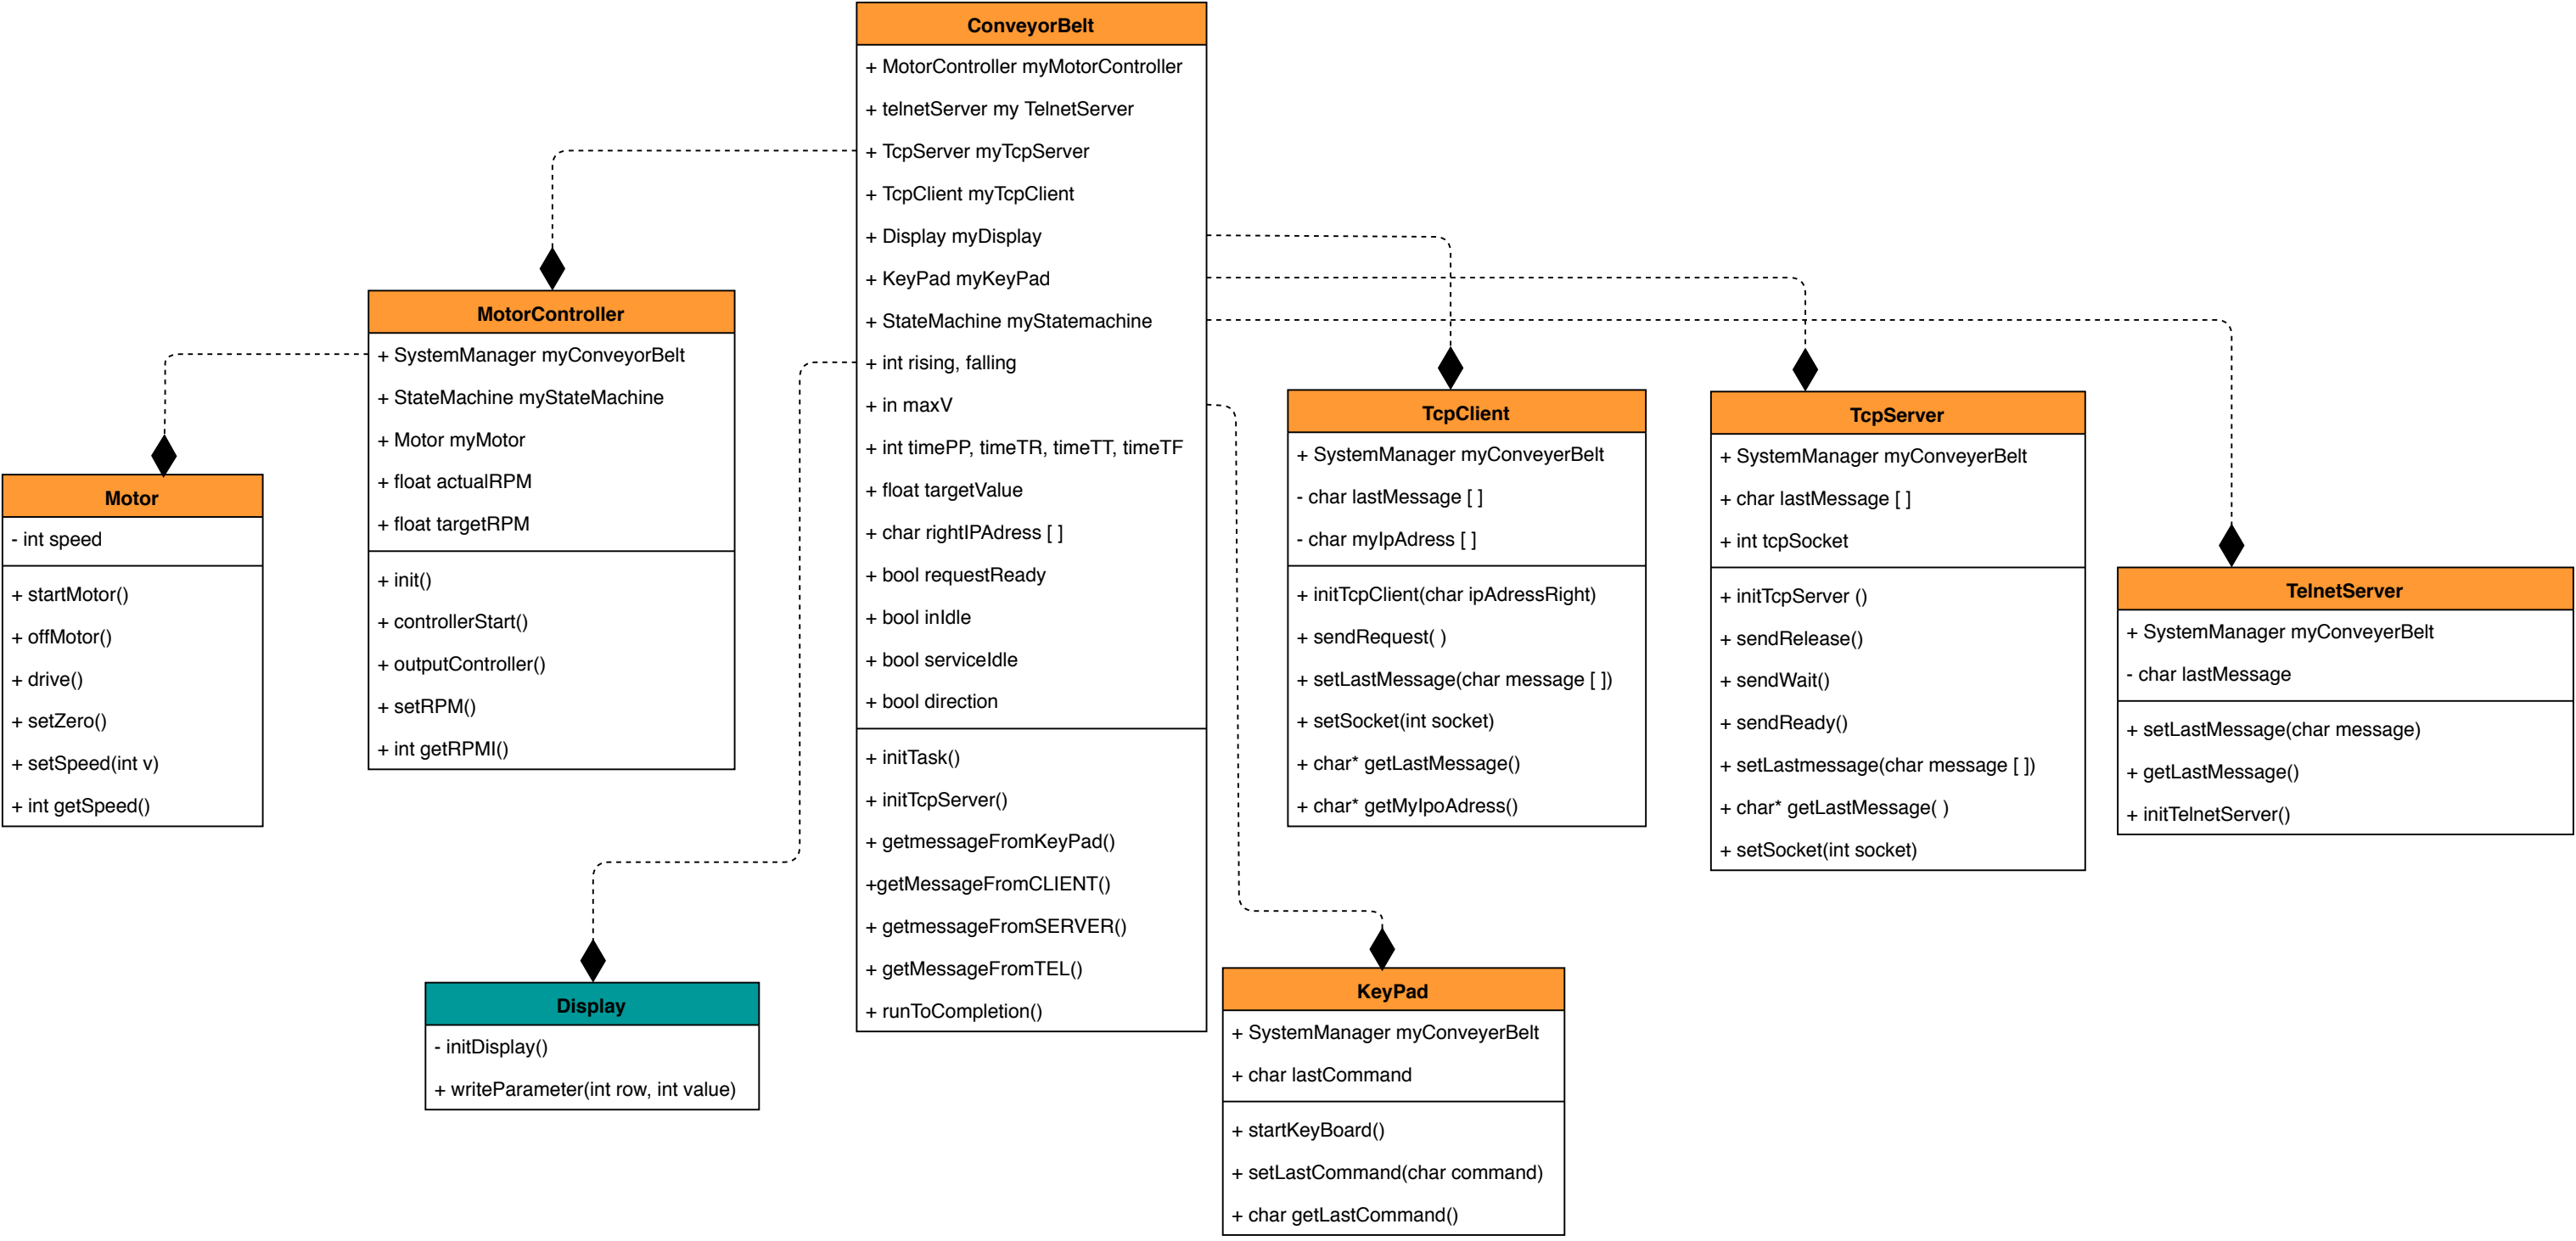 ConveyorBelt
+ MotorController myMotorController
+ telnetServer my TelnetServer
+ TcpServer myTcpServer
+ TcpClient myTcpClient
+ Display myDisplay
+ KeyPad myKeyPad
+ StateMachine myStatemachine
+ int rising, falling
+ in maxV
+ int timePP, timeTR, timeTT, timeTF
+ float targetValue
+ char rightIPAdress [ ]
+ bool requestReady
+ bool inIdle
+ bool serviceIdle
+ bool direction
+ initTask()
+ initTcpServer()
+ getmessageFromKeyPad()
+getMessageFromCLIENT()
+ getmessageFromSERVER()
+ getMessageFromTEL()
+ runToCompletion()
MotorController
+ SystemManager myConveyorBelt
+ StateMachine myStateMachine
+ Motor myMotor
+ float actualRPM
+ float targetRPM
+ init()
+ controllerStart()
+ outputController()
+ setRPM()
+ int getRPMI()
Motor
- int speed
+ startMotor()
+ offMotor()
+ drive()
+ setZero()
+ setSpeed(int v)
+ int getSpeed()
Display
- initDisplay()
+ writeParameter(int row, int value)
TcpClient
+ SystemManager myConveyerBelt
- char lastMessage [ ]
- char myIpAdress [ ]
+ initTcpClient(char ipAdressRight)
+ sendRequest( )
+ setLastMessage(char message [ ])
+ setSocket(int socket)
+ char* getLastMessage()
+ char* getMyIpoAdress()
TcpServer
+ SystemManager myConveyerBelt
+ char lastMessage [ ]
+ int tcpSocket
+ initTcpServer ()
+ sendRelease()
+ sendWait()
+ sendReady()
+ setLastmessage(char message [ ])
+ char* getLastMessage( )
+ setSocket(int socket)
TelnetServer
+ SystemManager myConveyerBelt
- char lastMessage
+ setLastMessage(char message)
+ getLastMessage()
+ initTelnetServer()
KeyPad
+ SystemManager myConveyerBelt
+ char lastCommand
+ startKeyBoard()
+ setLastCommand(char command)
+ char getLastCommand()